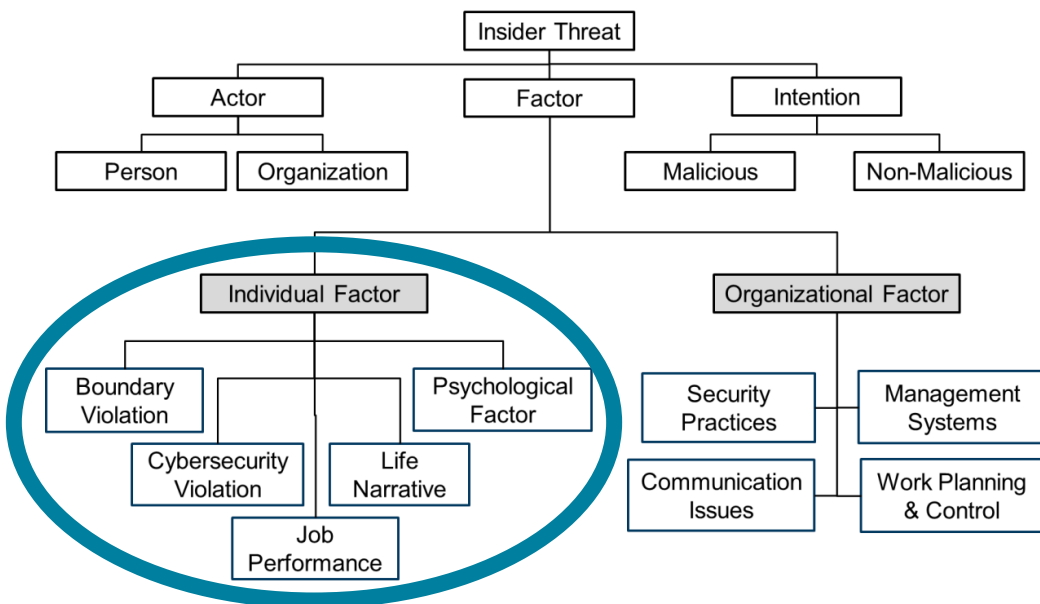 Insider Threat
Actor
Factor
Intention
Person
Organization
Malicious
Non-Malicious
Individual Factor
Organizational Factor
Boundary
Violation
Psychological
Factor
Cybersecurity
Violation
Life
Narrative
Job
Performance
Security
Practices
Management
Systems
Communication
Issues
Work Planning
& Control